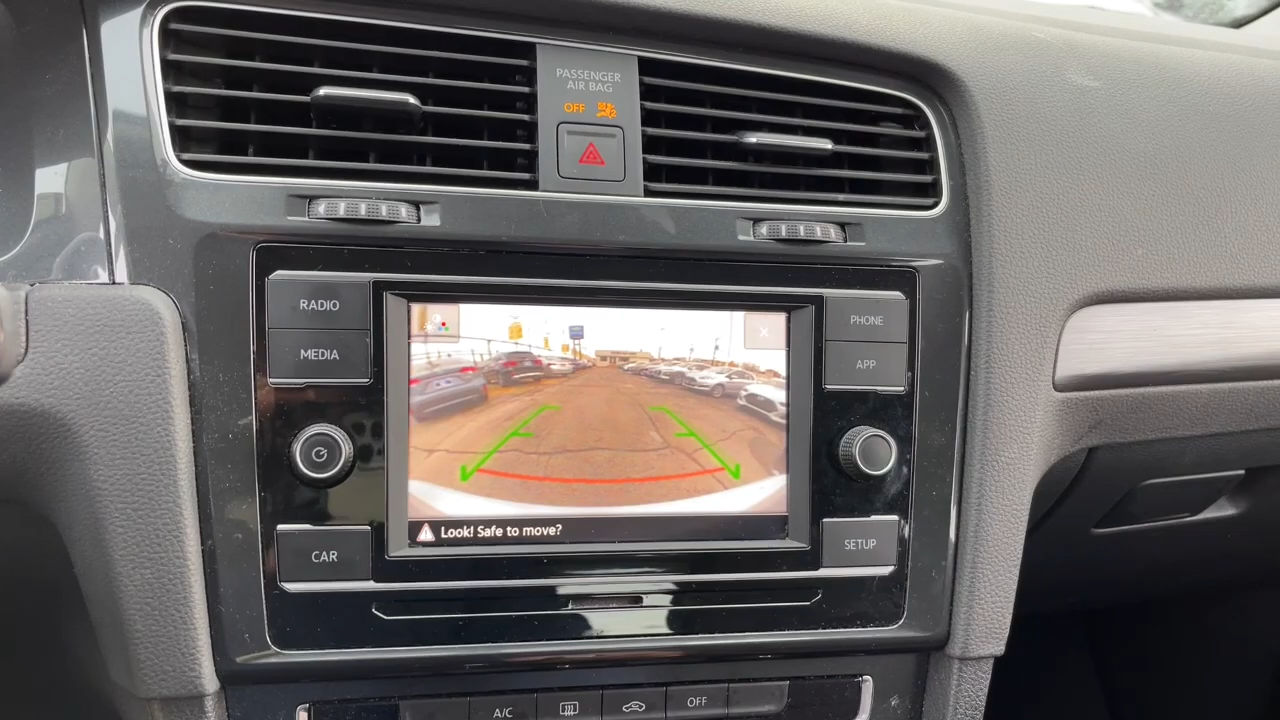 PASSENGER
AIR BAG
OFF
RADIO
MEDIA
PHONE
APP
X
Look! Safe to move?
CAR
SETUP
A/C
OFF